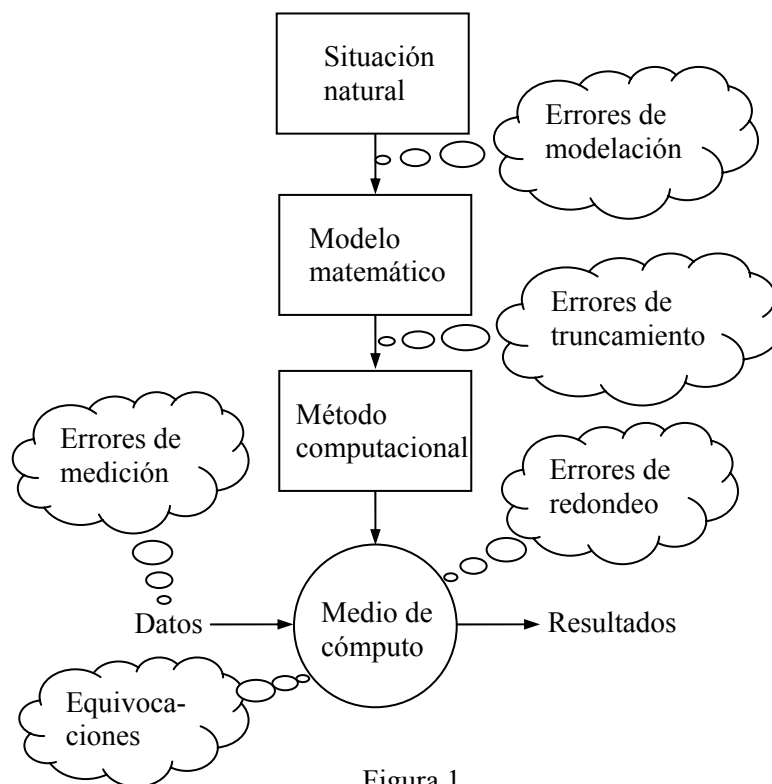 Situación
natural
Errores de
modelación
Modelo
matemático
Errores de
truncamiento
Método
computacional
Errores de
medición
Errores de
redondeo
Datos
Medio de
cómputo
Resultados
Equivoca-
ciones
Figura 1